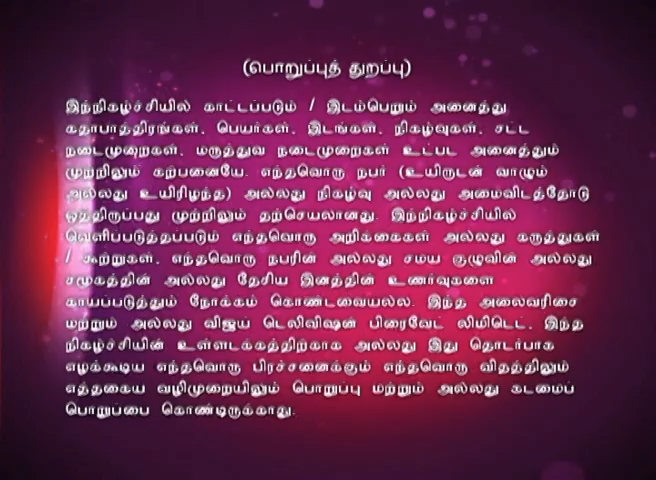 (பொறுப்புத் துறப்பு)
இந்நிகழ்ச்சியில் காட்டப்படும் / இடம்பெறும் அனைத்து
கதாபாத்திரங்கள், பெயர்கள், இடங்கள், நிகழ்வுகள், சட்ட
நடைமுறைகள், மருத்துவ நடைமுறைகள் உட்பட அனைத்தும்
முற்றிலும் கற்பனையே. எந்தவொரு நபர் (உயிருடன் வாழும்
அல்லது உயிரிழந்த) அல்லது நிகழ்வு அல்லது அமைவிடத்தோடு
ஒத்திருப்பது முற்றிலும் தற்செயலானது. இந்நிகழ்ச்சியில்
வெளிப்படுத்தப்படும் எந்தவொரு அறிக்கைகள் அல்லது கருத்துகள்
/ கூற்றுகள், எந்தவொரு நபரின் அல்லது சமய குழுவின் அல்லது
சமூகத்தின் அல்லது தேசிய இனத்தின் உணர்வுகளை
காயப்படுத்தும் நோக்கம் கொண்டவையல்ல. இந்த அலைவரிசை
மற்றும் அல்லது விஜய் டெலிவிஷன் பிரைவேட் லிமிடெட், இந்த
நிகழ்ச்சியின் உள்ளடக்கத்திற்காக அல்லது இது தொடர்பாக
எழக்கூடிய எந்தவொரு பிரச்சனைக்கும் எந்தவொரு விதத்திலும்
எத்தகைய வழிமுறையிலும் பொறுப்பு மற்றும் அல்லது கடமைப்
பொறுப்பை கொண்டிருக்காது.